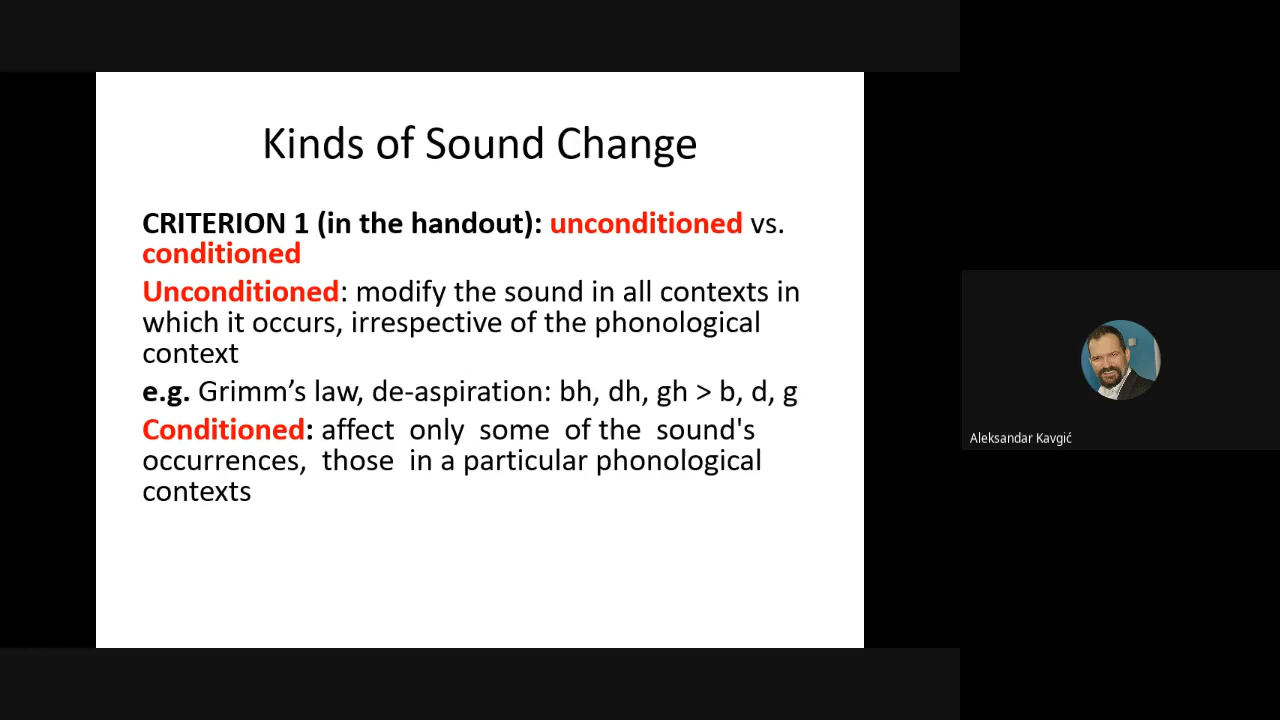 Kinds of Sound Change
CRITERION 1 (in the handout): unconditioned vs.
conditioned
Unconditioned: modify the sound in all contexts in
which it occurs, irrespective of the phonological
context
e.g. Grimm’s law, de-aspiration: bh, dh, gh > b, d, g
Conditioned: affect only some of the sound's
occurrences, those in a particular phonological
contexts
Aleksandar Kavgić